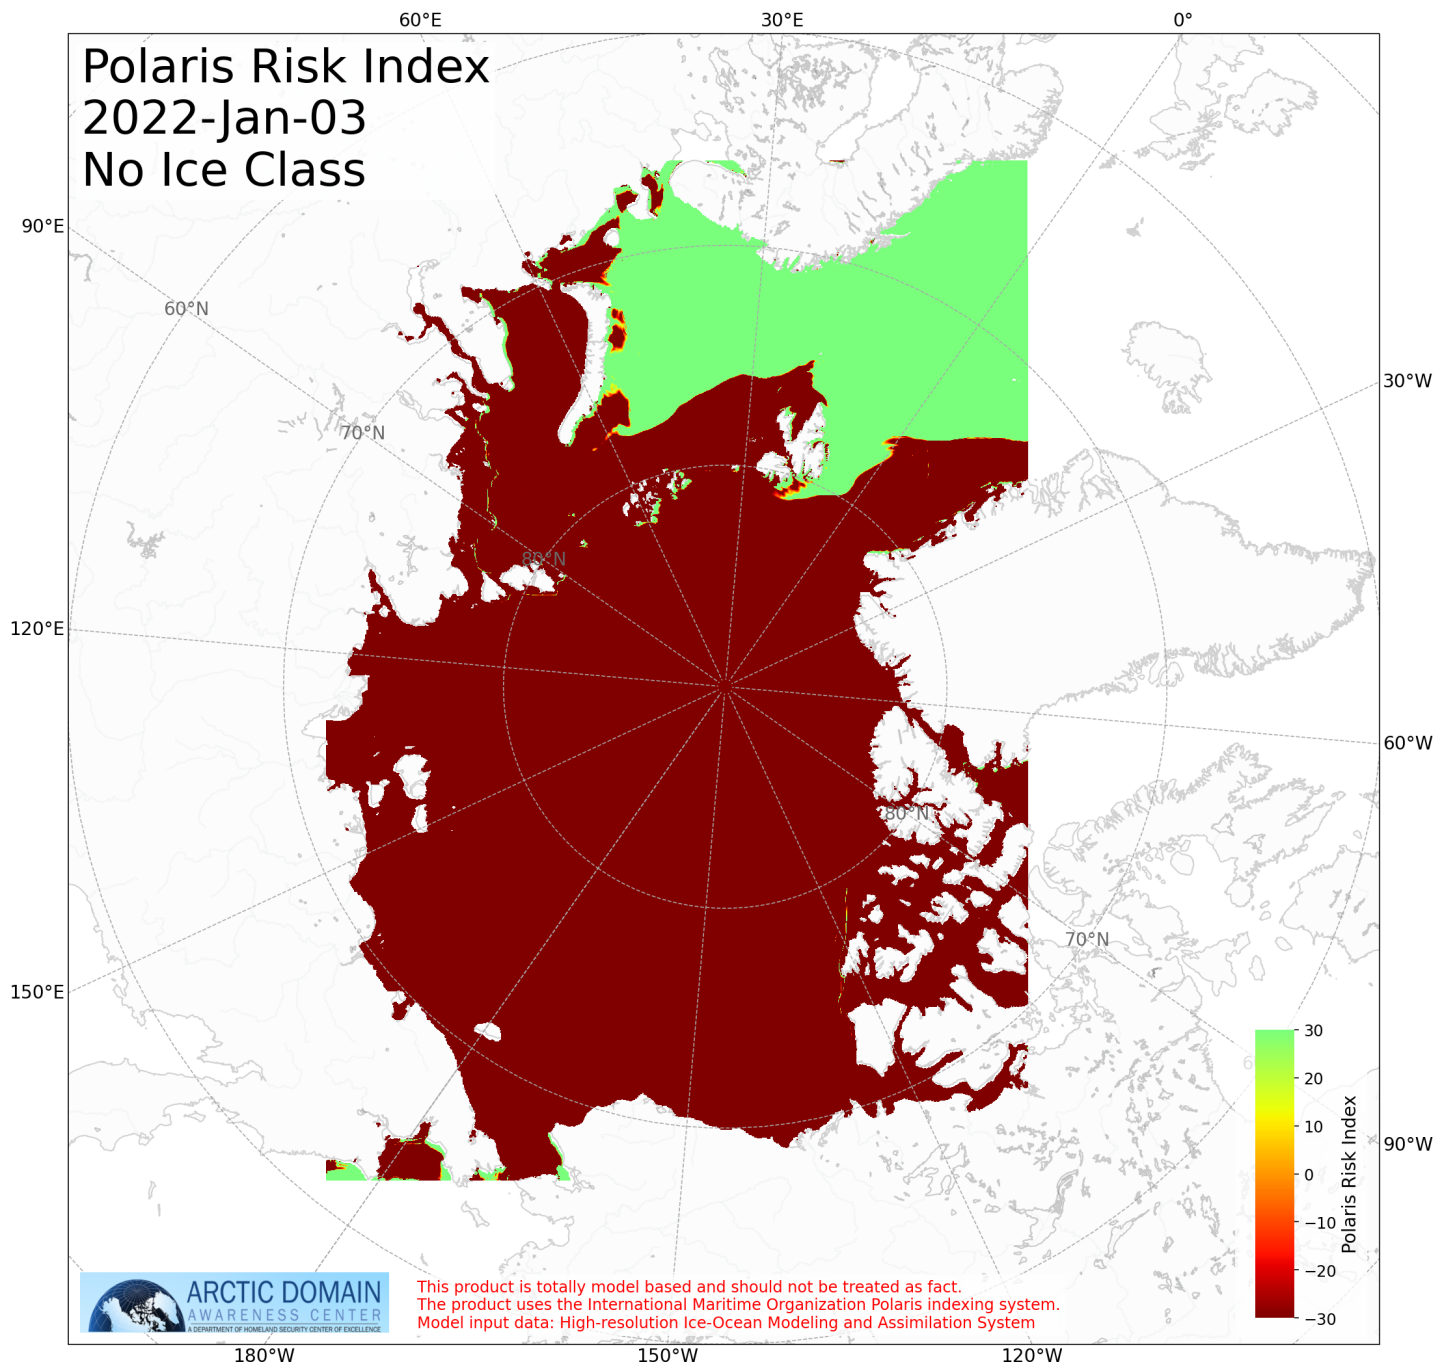 60°E 30°E 0°
Polaris Risk Index
2022-Jan-03
No Ice Class
90°E
60°N
30°W
70°N
80°N
120°E
60°W
80°N
70°N
150°E
30
20
10
0
−10
−20
−30
Polaris Risk Index
90°W
ARCTIC DOMAIN
AWARENESS CENTER
A DEPARTMENT OF HOMELAND SECURITY CENTER OF EXCELLENCE
This product is totally model based and should not be treated as fact.
The product uses the International Maritime Organization Polaris indexing system.
Model input data: High-resolution Ice-Ocean Modeling and Assimilation System
180°W 150°W 120°W